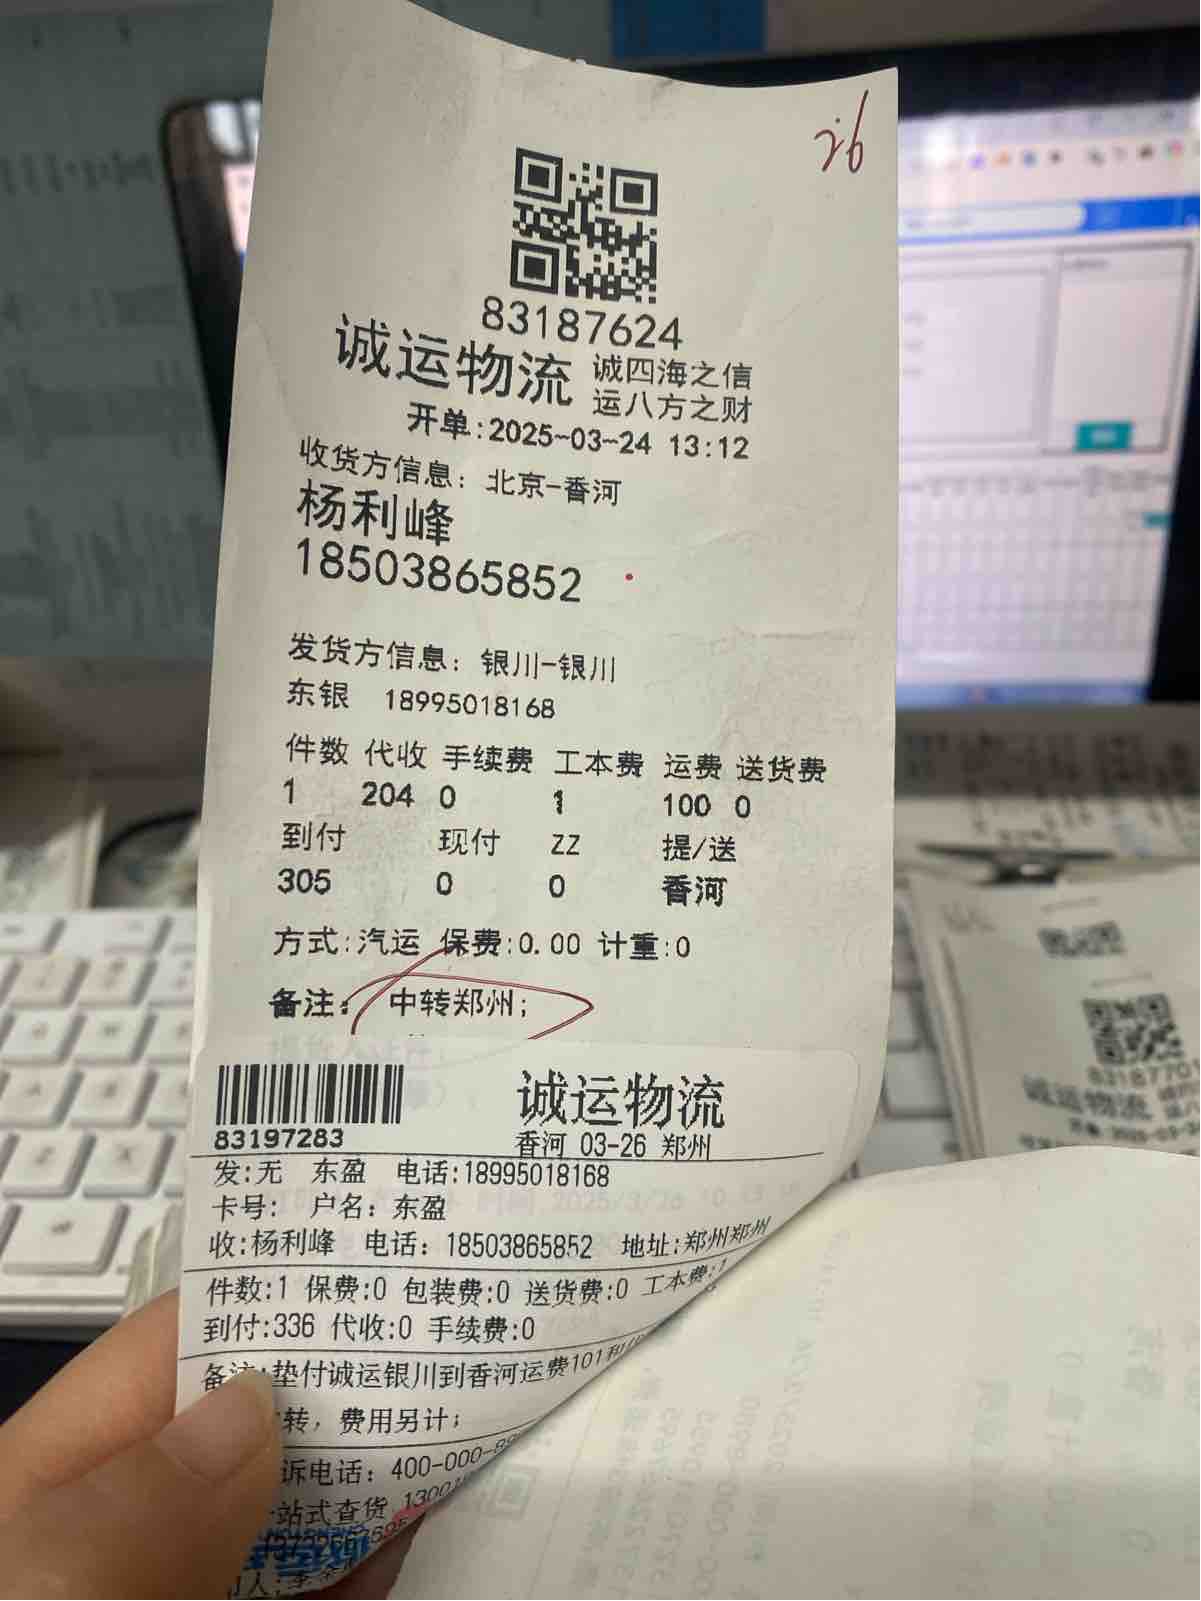 26
83187624
诚运物流 诚四海之信
运八方之财
开单:2025-03-24 13:12
收货方信息: 北京-香河
杨利峰
18503865852
发货方信息: 银川-银川
东银 18995018168
件数 代收 手续费 工本费 运费 送货费
1 204 0 1 100 0
到付 现付 ZZ 提/送
305 0 0 香河
方式:汽运 保费:0.00 计重:0
备注: 中转郑州;
83197283
诚运物流
香河 03-26 郑州
发:无 东盈 电话:18995018168
卡号: 户名: 东盈
收:杨利峰 电话: 18503865852 地址:郑州郑州
件数:1 保费:0 包装费:0 送货费:0 工本费:1
到付:336 代收:0 手续费:0
备注:垫付诚运银川到香河运费101和
转, 费用另计;
诉电话: 400-000-89
站式查货 1300
83187701
诚运物流